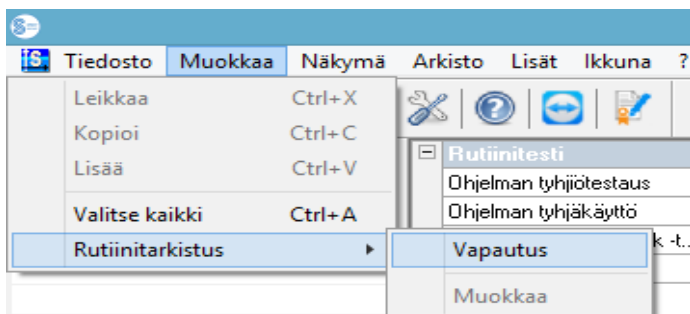 Tiedosto Muokkaa Näkymä Arkisto Lisät Ikkuna ?
Leikkaa Ctrl+X
Kopioi Ctrl+C
Lisää Ctrl+V
Valitse kaikki Ctrl+A
Rutiinitarkistus
Vapautus
Muokkaa
Rutiinitesti
Ohjelman tyhjiötestaus
Ohjelman tyhjäkäyttö
k -t..